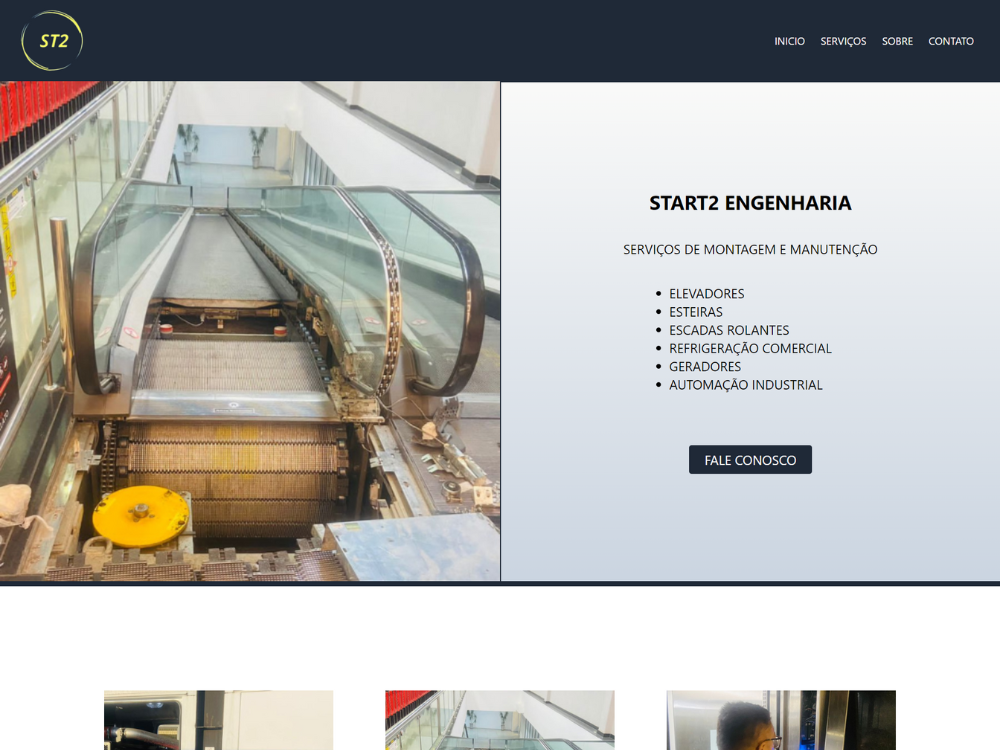 ST2
INICIO SERVIÇOS SOBRE CONTATO
START2 ENGENHARIA
SERVIÇOS DE MONTAGEM E MANUTENÇÃO
ELEVADORES
ESTEIRAS
ESCADAS ROLANTES
REFRIGERAÇÃO COMERCIAL
GERADORES
AUTOMAÇÃO INDUSTRIAL
FALE CONOSCO